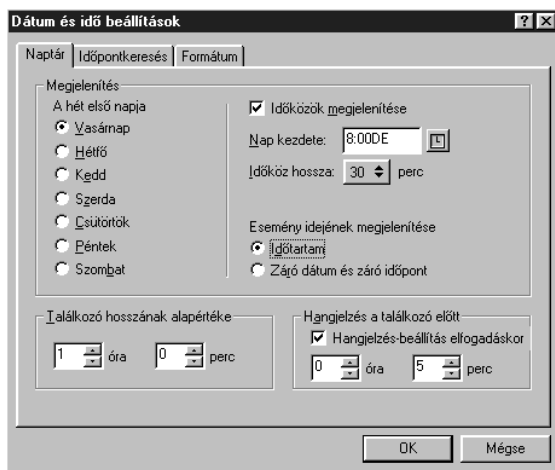 Dátum és idő beállítások
Naptár Időpontkeresés Formátum
Megjelenítés
A hét első napja
Vasárnap
Hétfő
Kedd
Szerda
Csütörtök
Péntek
Szombat
Időközök megjelenítése
Nap kezdete: 8:00DE
Időköz hossza: 30 perc
Esemény idejének megjelenítése
Időtartam
Záró dátum és záró időpont
Találkozó hosszának alapértéke
1 óra 0 perc
Hangjelzés a találkozó előtt
Hangjelzés-beállítás elfogadáskor
0 óra 5 perc
OK Mégse